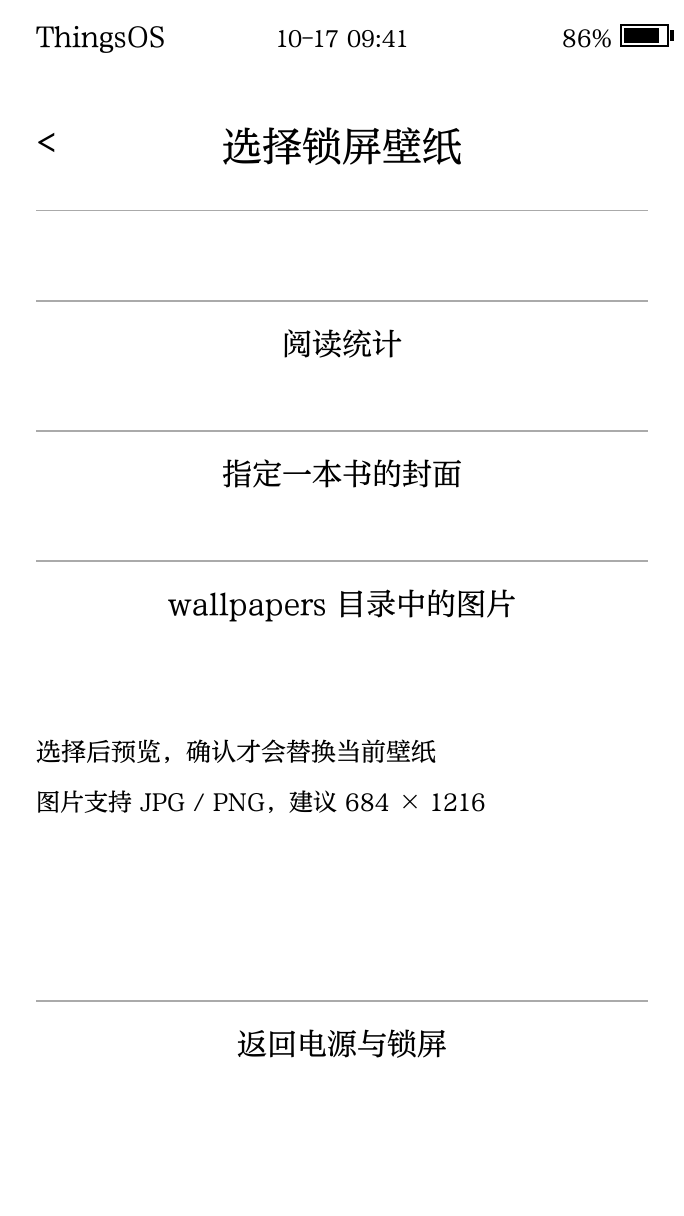 ThingsOS 10-17 09:41 86%
< 选择锁屏壁纸
阅读统计
指定一本书的封面
wallpapers 目录中的图片
选择后预览，确认才会替换当前壁纸
图片支持 JPG / PNG，建议 684 × 1216
返回电源与锁屏